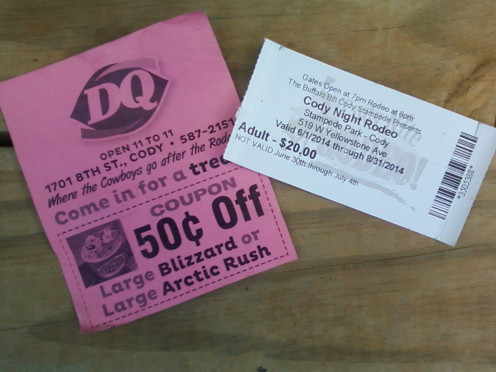 DQ
OPEN 11 TO 11
1701 8TH ST., CODY • 587-2151
Where the Cowboys go after the
Come in for a
COUPON
50¢ Off
Large Blizzard or
Large Arctic Rush
Gates Open at 7pm Rodeo at 8pm
The Buffalo Bill Cody Stampede Presents
Cody Night Rodeo
Stampede Park - Cody
519 W Yellowstone Ave
Valid 6/1/2014 through 8/31/2014
Adult - $20.00
NOT VALID June 30th through July 4th